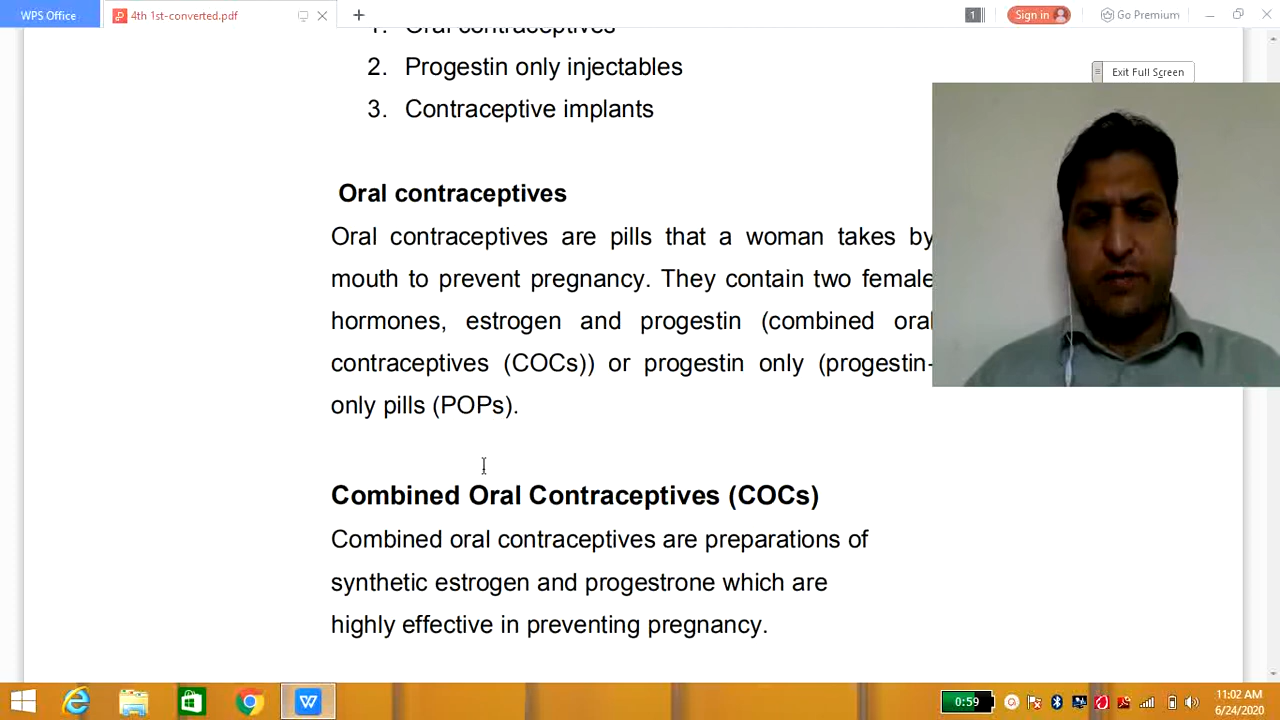 WPS Office
4th 1st-converted.pdf
1
Sign in
Go Premium
1. Oral contraceptives
2. Progestin only injectables
Exit Full Screen
3. Contraceptive implants
Oral contraceptives
Oral contraceptives are pills that a woman takes by
mouth to prevent pregnancy. They contain two female
hormones, estrogen and progestin (combined oral
contraceptives (COCs)) or progestin only (progestin-
only pills (POPs).
Combined Oral Contraceptives (COCs)
Combined oral contraceptives are preparations of
synthetic estrogen and progestrone which are
highly effective in preventing pregnancy.
0:59
11:02 AM
6/24/2020